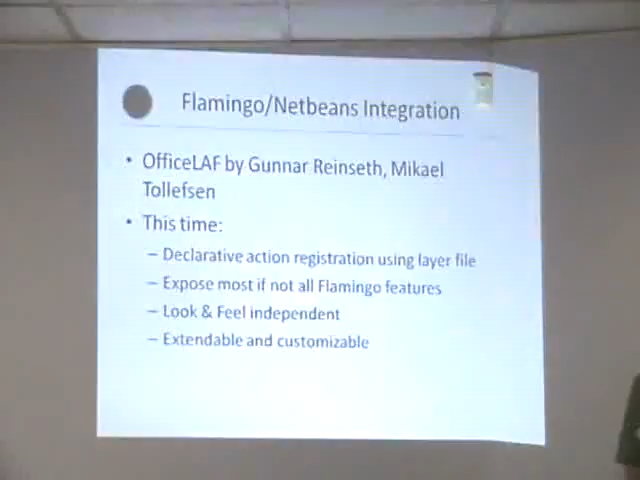 Flamingo/Netbeans Integration
• OfficeLAF by Gunnar Reinseth, Mikael
Tollefsen
• This time:
– Declarative action registration using layer file
– Expose most if not all Flamingo features
– Look & Feel independent
– Extendable and customizable